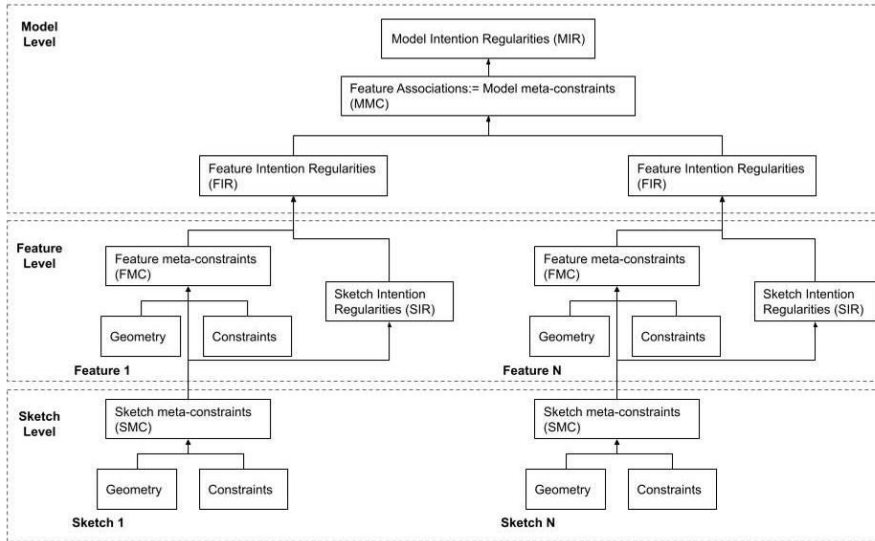 Model
Level
Model Intention Regularities (MIR)
Feature Associations:= Model meta-constraints
(MMC)
Feature Intention Regularities
(FIR)
Feature Intention Regularities
(FIR)
Feature
Level
Feature meta-constraints
(FMC)
Sketch Intention
Regularities (SIR)
Geometry
Constraints
Feature 1
Feature meta-constraints
(FMC)
Sketch Intention
Regularities (SIR)
Geometry
Constraints
Feature N
Sketch
Level
Sketch meta-constraints
(SMC)
Geometry
Constraints
Sketch 1
Sketch meta-constraints
(SMC)
Geometry
Constraints
Sketch N